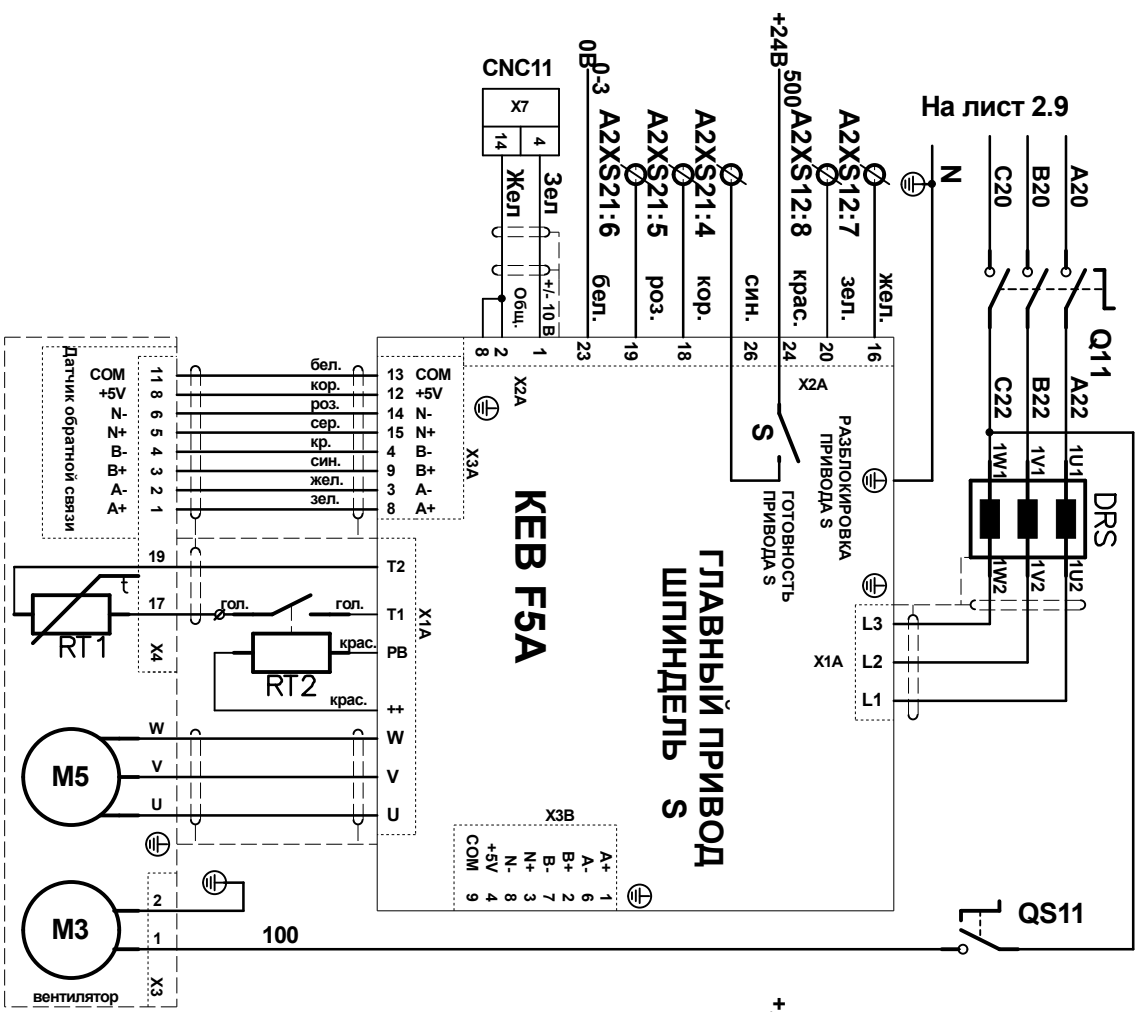 На лист 2.9
CNC11
X7
14
4
Жел
Зел
0В
0-3
A2XS21:6
A2XS21:5
A2XS21:4
+24В
500
A2XS12:8
A2XS12:7
N
C20
B20
A20
Q11
C22
B22
A22
1W1
1V1
1U1
DRS
1W2
1V2
1U2
Общ.
+/- 10 В
бел.
роз.
кор.
син.
крас.
зел.
жел.
8
2
1
23
19
18
26
24
20
16
X2A
X2A
S
РАЗБЛОКИРОВКА
ПРИВОДА S
ГОТОВНОСТЬ
ПРИВОДА S
KEB F5A
ГЛАВНЫЙ ПРИВОД
ШПИНДЕЛЬ S
Датчик обратной связи
COM 11 бел. 13 COM
+5V 8 кор. 12 +5V
N- 6 роз. 14 N-
N+ 5 сер. 15 N+
B- 4 кр. 4 B-
B+ 3 син. 9 B+
A- 2 жел. 3 A-
A+ 1 зел. 8 A+
X3A
19
T2
t
17
гол.
гол.
T1
X1A
RT1
X4
крас.
PB
RT2
крас.
++
L3
X1A
L2
L1
W
W
M5
V
V
U
U
X3B
COM
+5V
N-
N+
B-
B+
A-
A+
9
4
8
3
7
2
6
1
QS11
M3
2
1
100
X3
вентилятор
+